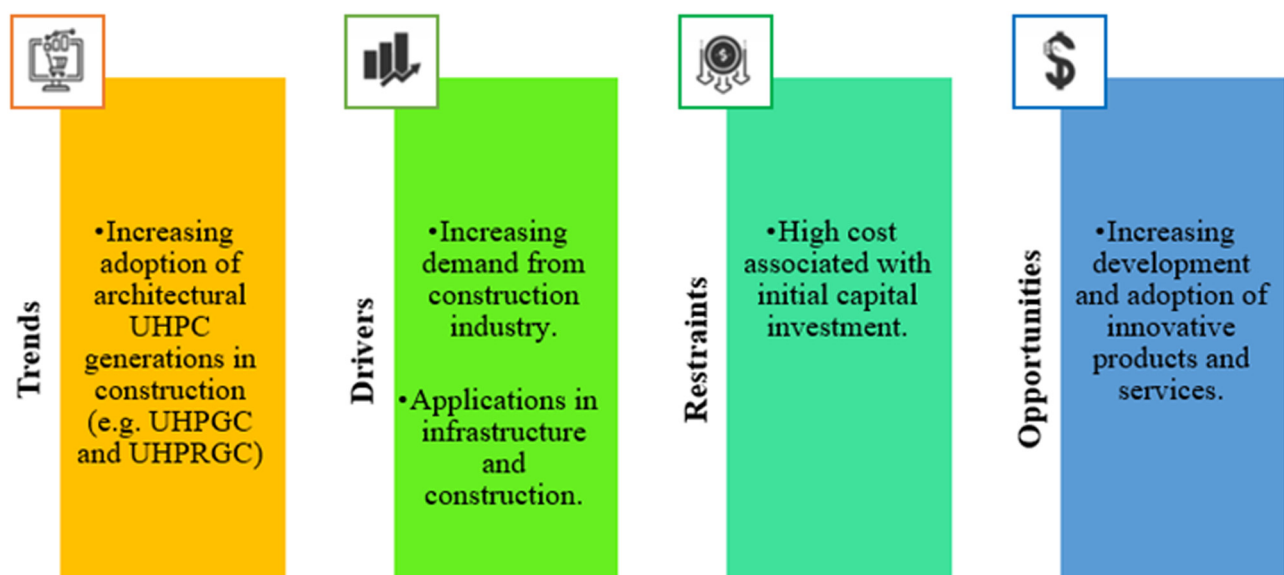 Trends
•Increasing
adoption of
architectural
UHPC
generations in
construction
(e.g. UHPGC
and UHPRGC)
Drivers
•Increasing
demand from
construction
industry.
•Applications in
infrastructure
and
construction.
Restraints
•High cost
associated with
initial capital
investment.
Opportunities
•Increasing
development
and adoption of
innovative
products and
services.